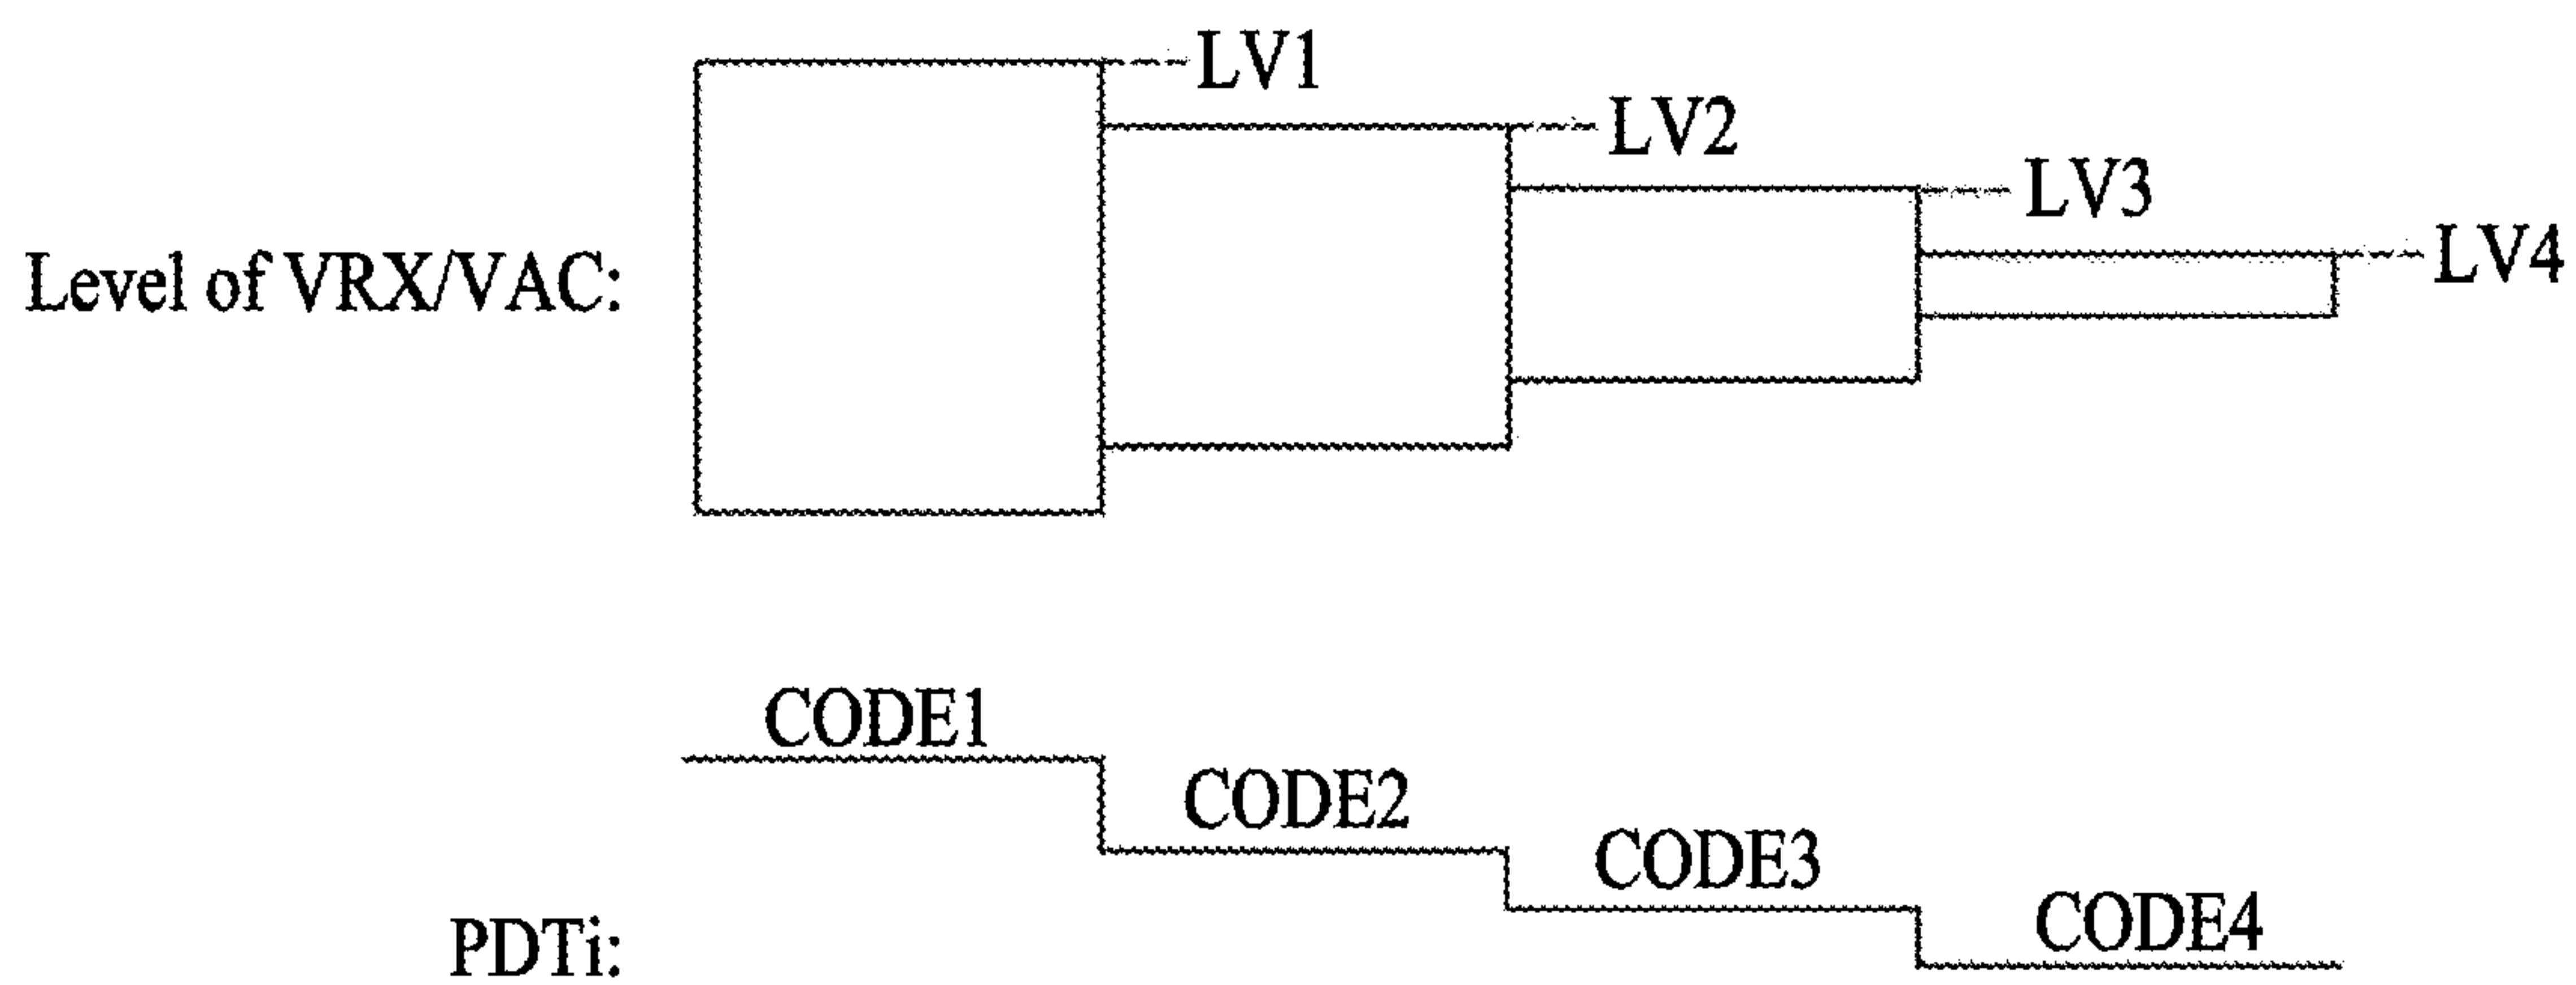 LV1
LV2
LV3
LV4
Level of VRX/VAC:
CODE1
CODE2
CODE3
CODE4
PDTi: